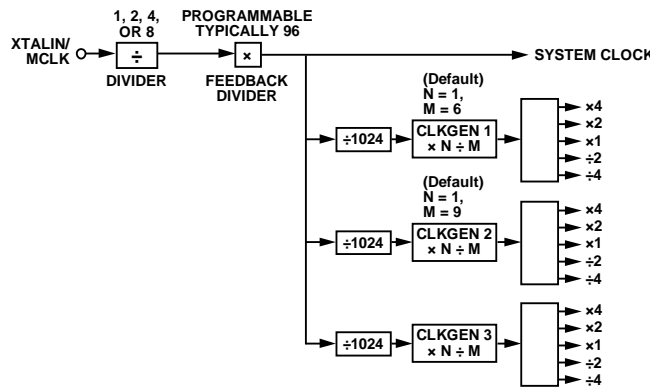 1, 2, 4,
OR 8
PROGRAMMABLE
TYPICALLY 96
XTALIN/
MCLK
÷
×
SYSTEM CLOCK
DIVIDER
FEEDBACK
DIVIDER
(Default)
N = 1,
M = 6
÷1024
CLKGEN 1
× N ÷ M
×4
×2
×1
÷2
÷4
(Default)
N = 1,
M = 9
÷1024
CLKGEN 2
× N ÷ M
×4
×2
×1
÷2
÷4
÷1024
CLKGEN 3
× N ÷ M
×4
×2
×1
÷2
÷4